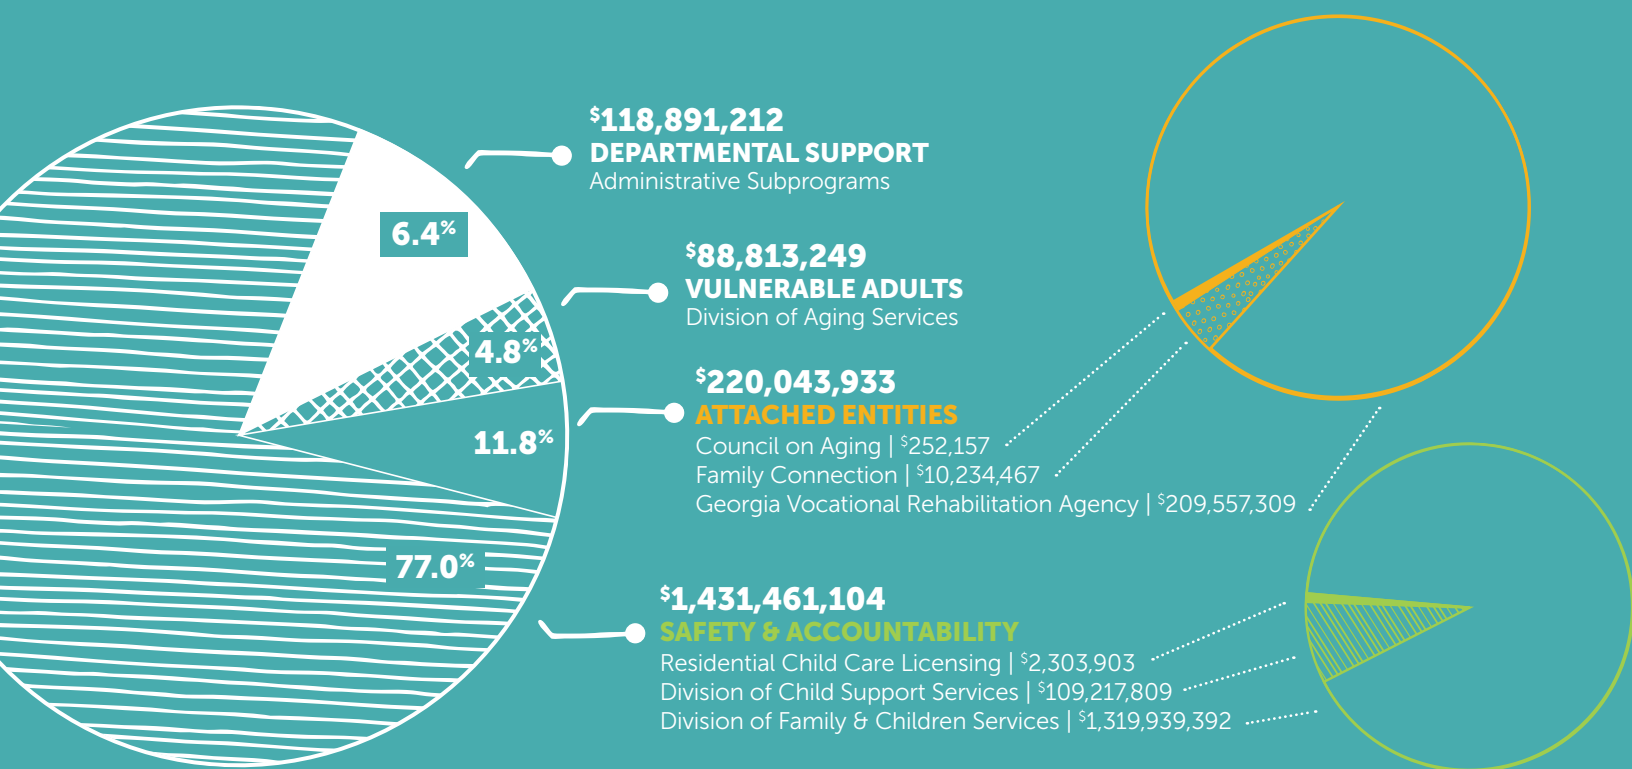 $118,891,212
DEPARTMENTAL SUPPORT
Administrative Subprograms
6.4%
$88,813,249
VULNERABLE ADULTS
Division of Aging Services
4.8%
$220,043,933
ATTACHED ENTITIES
Council on Aging | $252,157
Family Connection | $10,234,467
Georgia Vocational Rehabilitation Agency | $209,557,309
11.8%
77.0%
$1,431,461,104
SAFETY & ACCOUNTABILITY
Residential Child Care Licensing | $2,303,903
Division of Child Support Services | $109,217,809
Division of Family & Children Services | $1,319,939,392